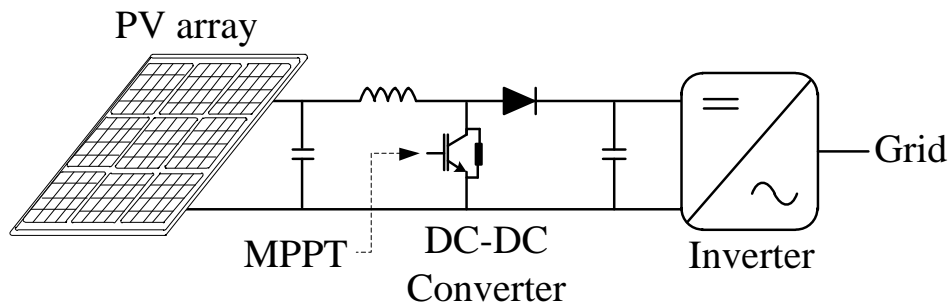 PV array
Grid
MPPT
DC-DC
Converter
Inverter